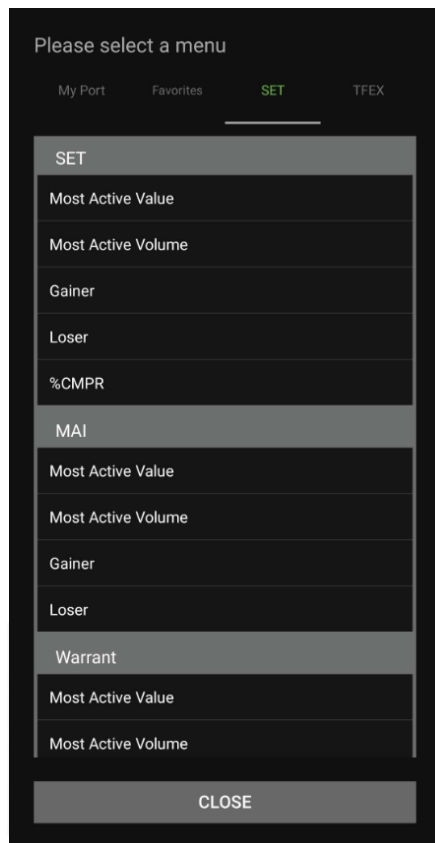 Please select a menu
My Port Favorites SET TFEX
SET
Most Active Value
Most Active Volume
Gainer
Loser
%CMPR
MAI
Most Active Value
Most Active Volume
Gainer
Loser
Warrant
Most Active Value
Most Active Volume
CLOSE